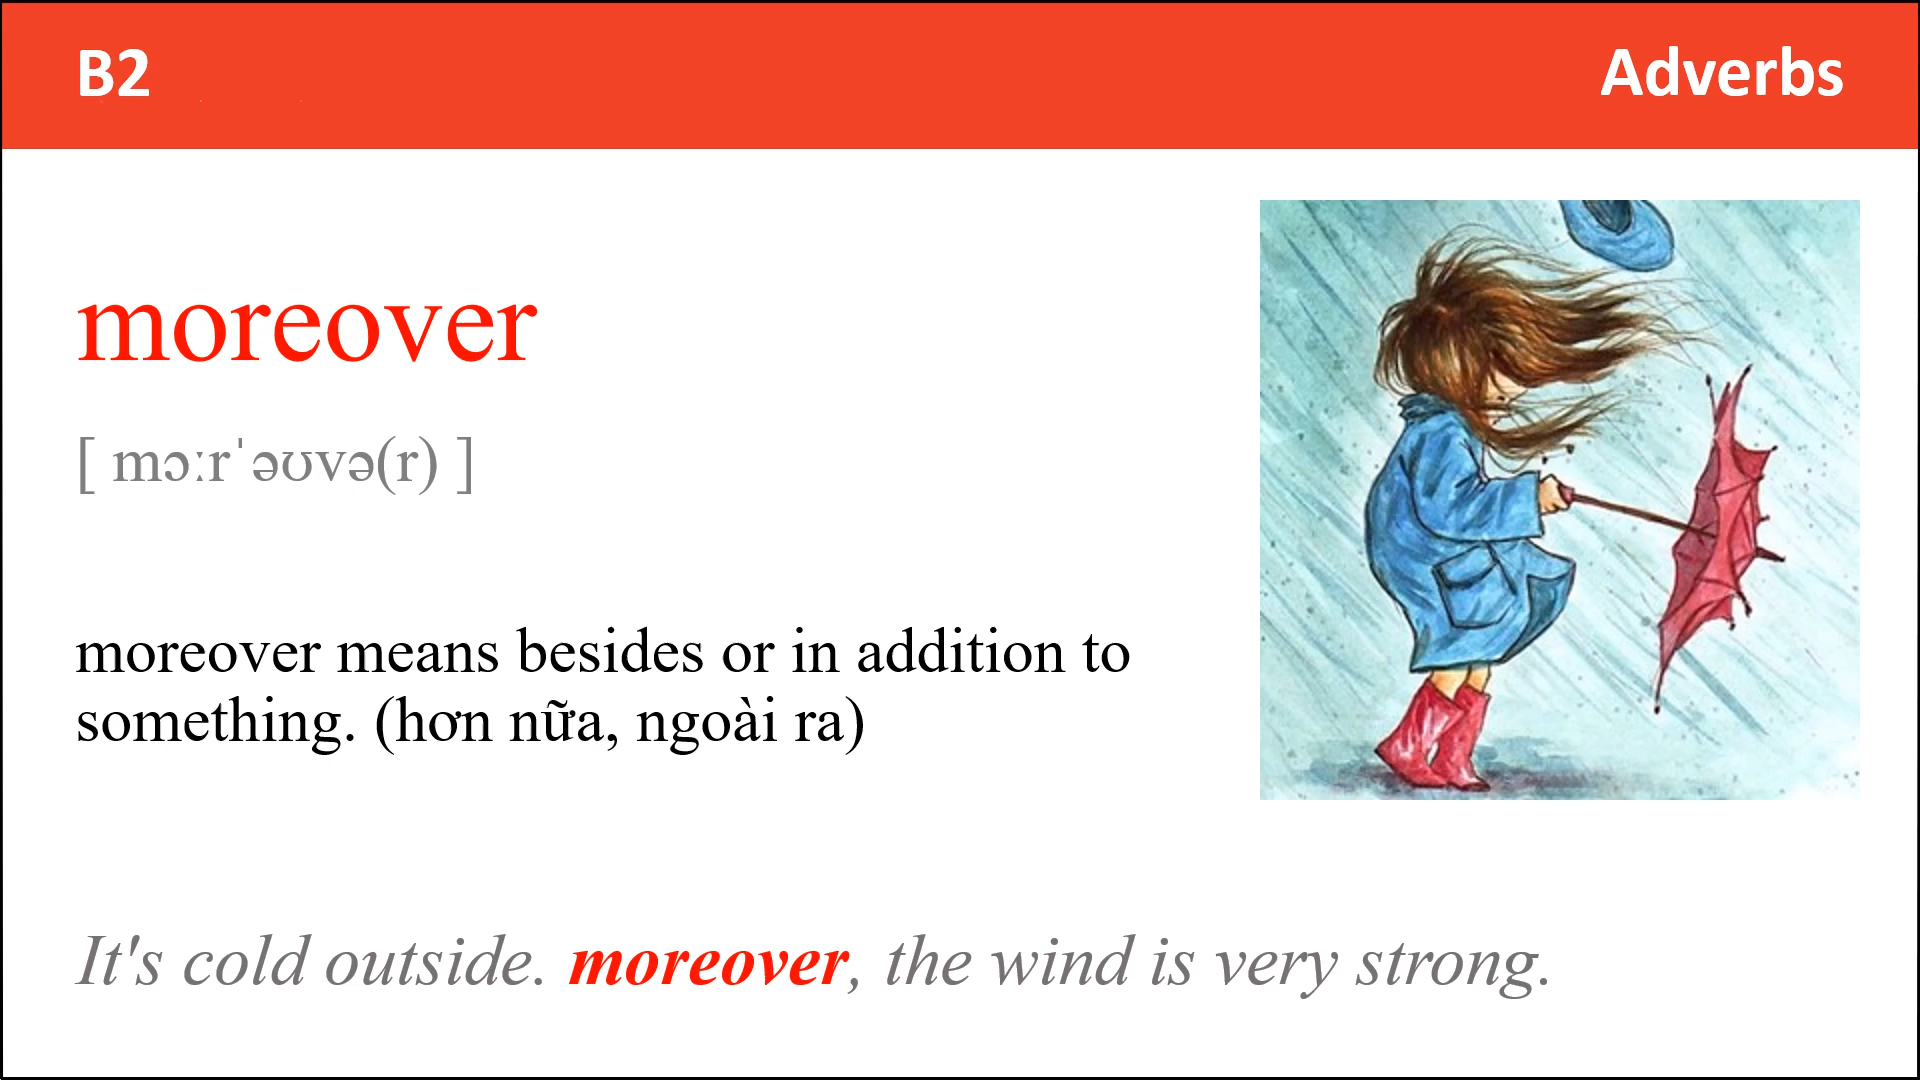 B2
Adverbs
moreover
[ mɔːrˈəʊvə(r) ]
moreover means besides or in addition to
something. (hơn nữa, ngoài ra)
It's cold outside. moreover, the wind is very strong.